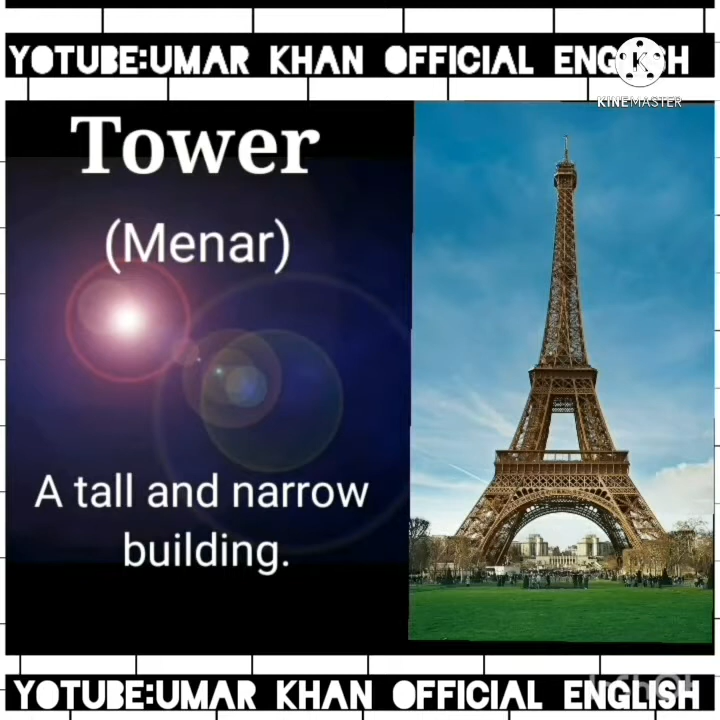 YOTUBE:UMAR KHAN OFFICIAL ENGLISH
KINEMASTER
Tower
(Menar)
A tall and narrow
building.
YOTUBE:UMAR KHAN OFFICIAL ENGLISH